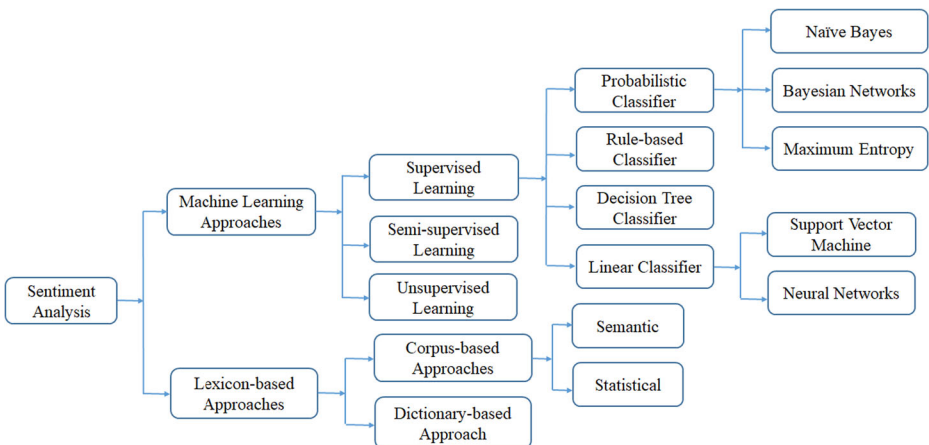 Naïve Bayes
Probabilistic
Classifier
Bayesian Networks
Rule-based
Classifier
Maximum Entropy
Supervised
Learning
Machine Learning
Approaches
Decision Tree
Classifier
Semi-supervised
Learning
Support Vector
Machine
Linear Classifier
Sentiment
Analysis
Unsupervised
Learning
Neural Networks
Semantic
Corpus-based
Approaches
Lexicon-based
Approaches
Statistical
Dictionary-based
Approach